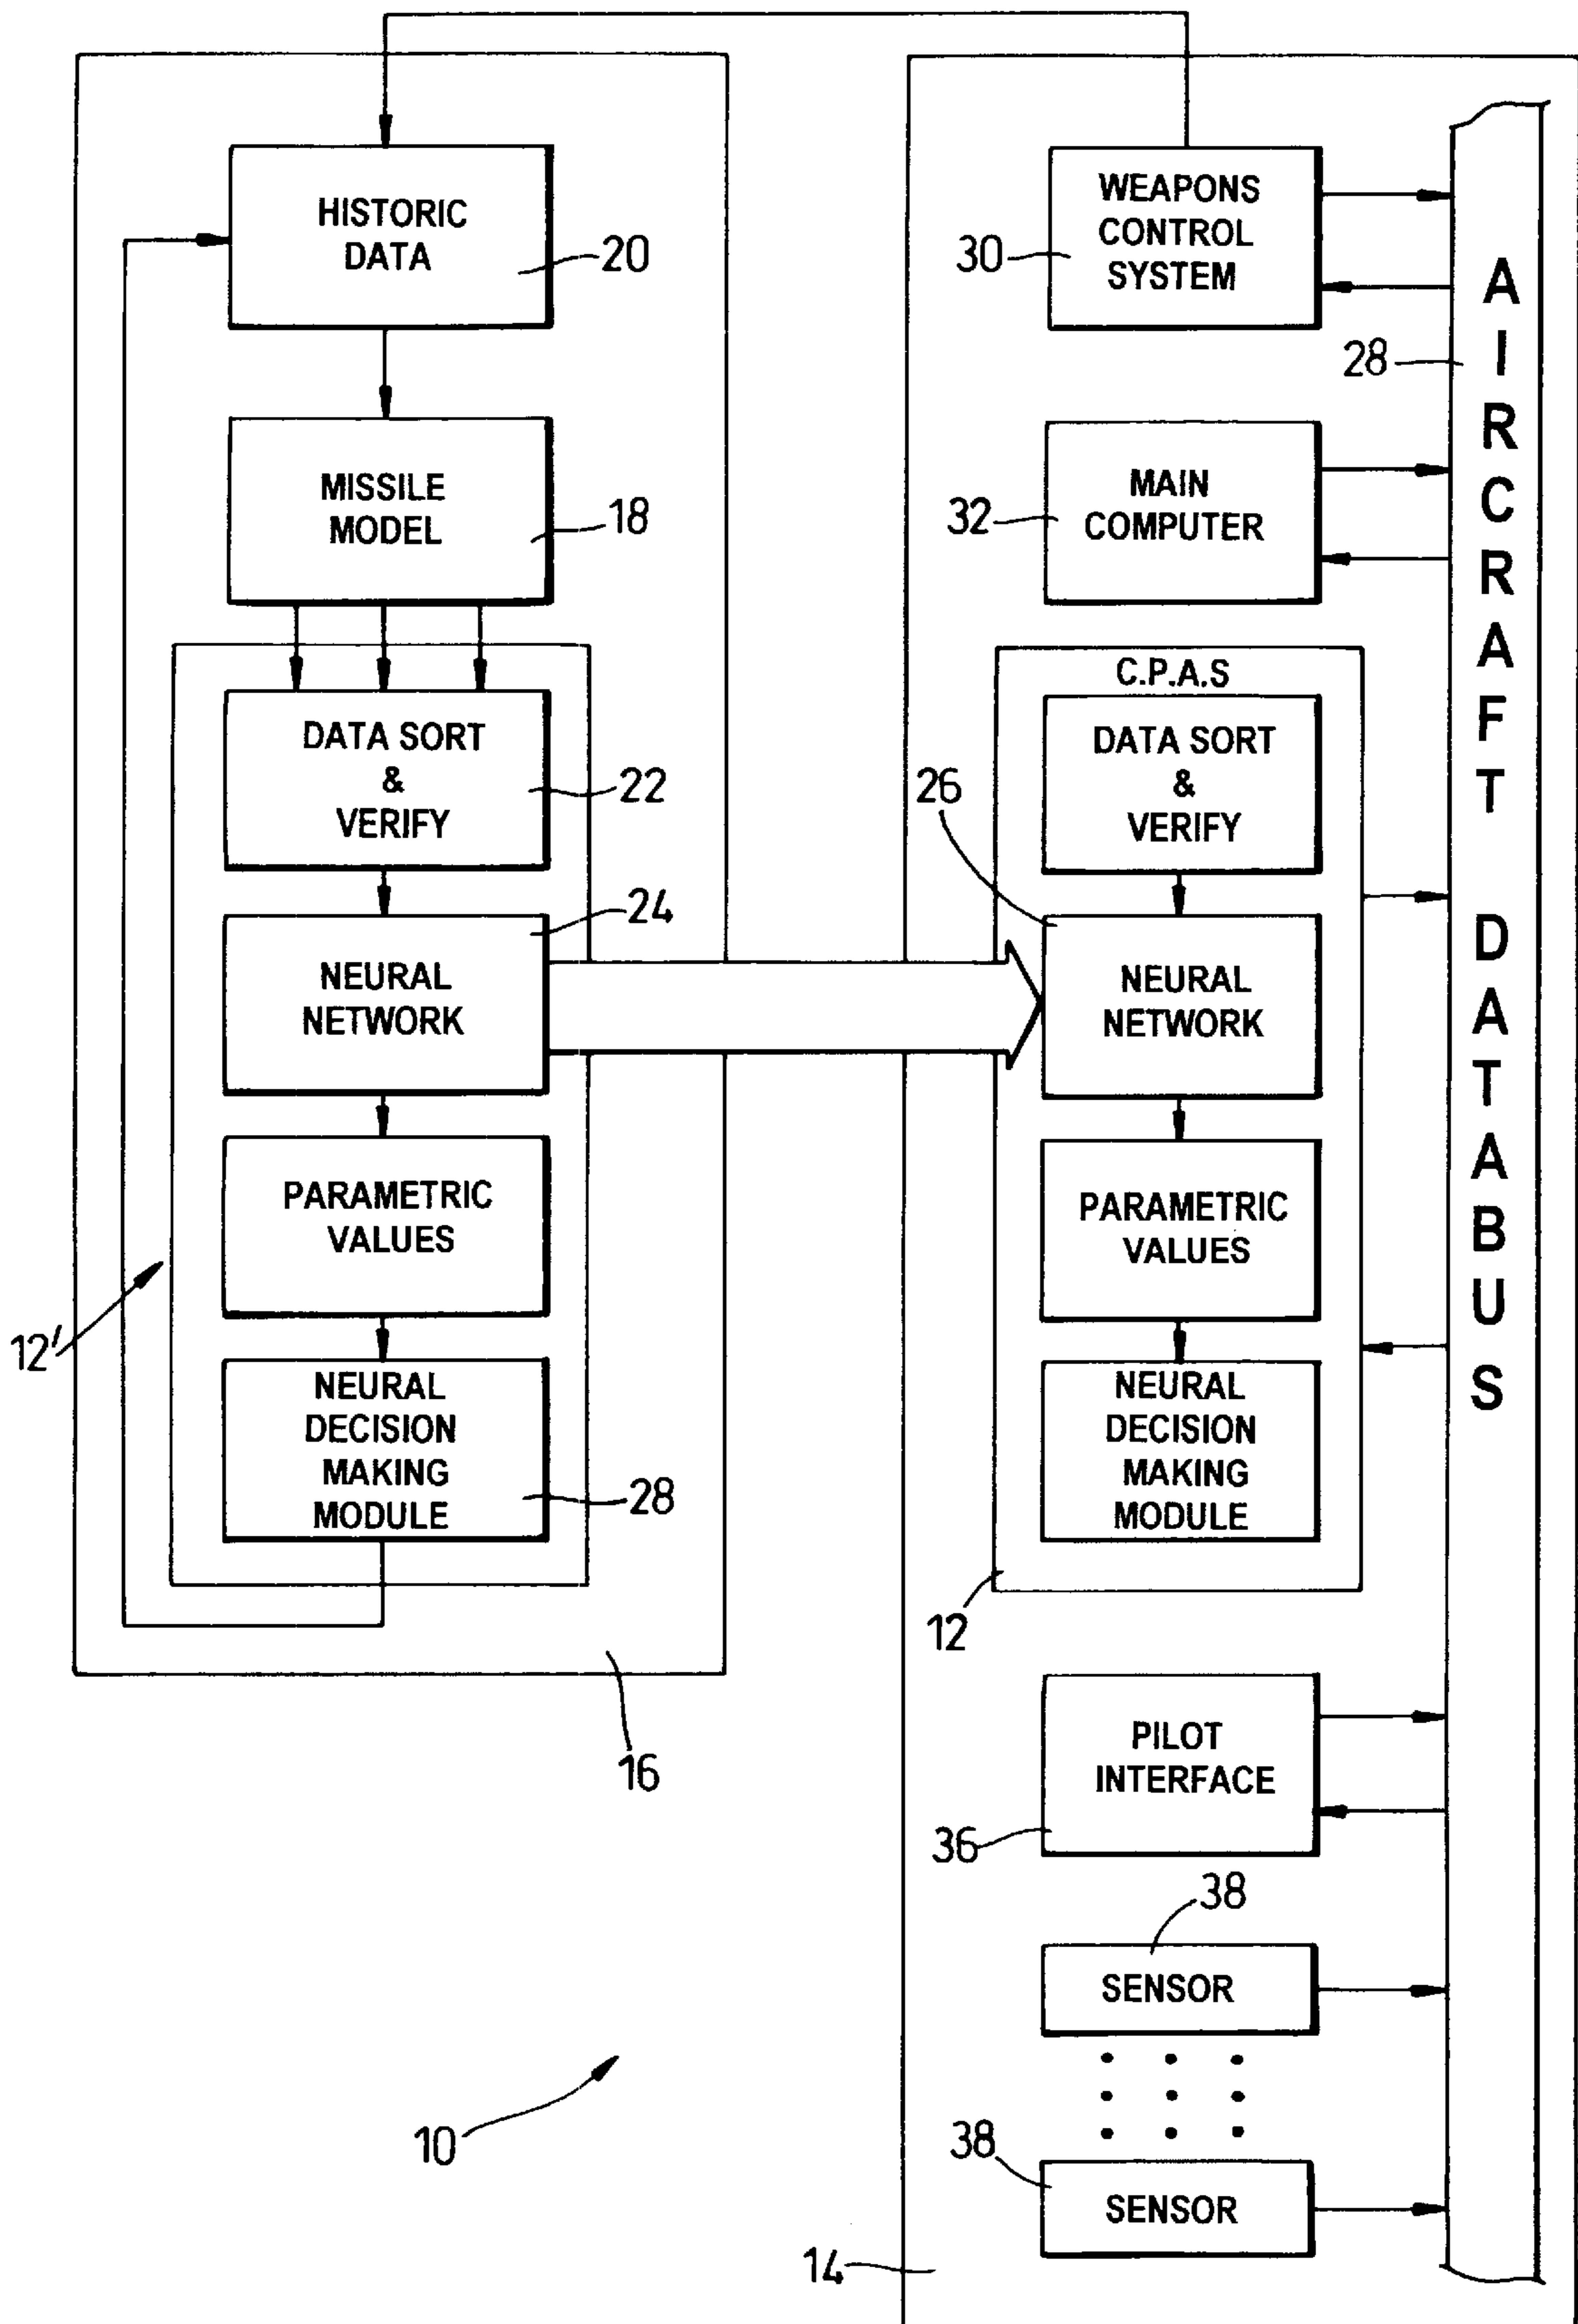 HISTORIC
DATA
20
MISSILE
MODEL
18
DATA SORT
&
VERIFY
22
24
NEURAL
NETWORK
PARAMETRIC
VALUES
12'
NEURAL
DECISION
MAKING
MODULE
28
16
10
WEAPONS
CONTROL
SYSTEM
30
28
MAIN
COMPUTER
32
C.P.A.S
DATA SORT
&
VERIFY
26
NEURAL
NETWORK
PARAMETRIC
VALUES
NEURAL
DECISION
MAKING
MODULE
12
PILOT
INTERFACE
36
38
SENSOR
38
SENSOR
14
AIRCRAFT DATABUS